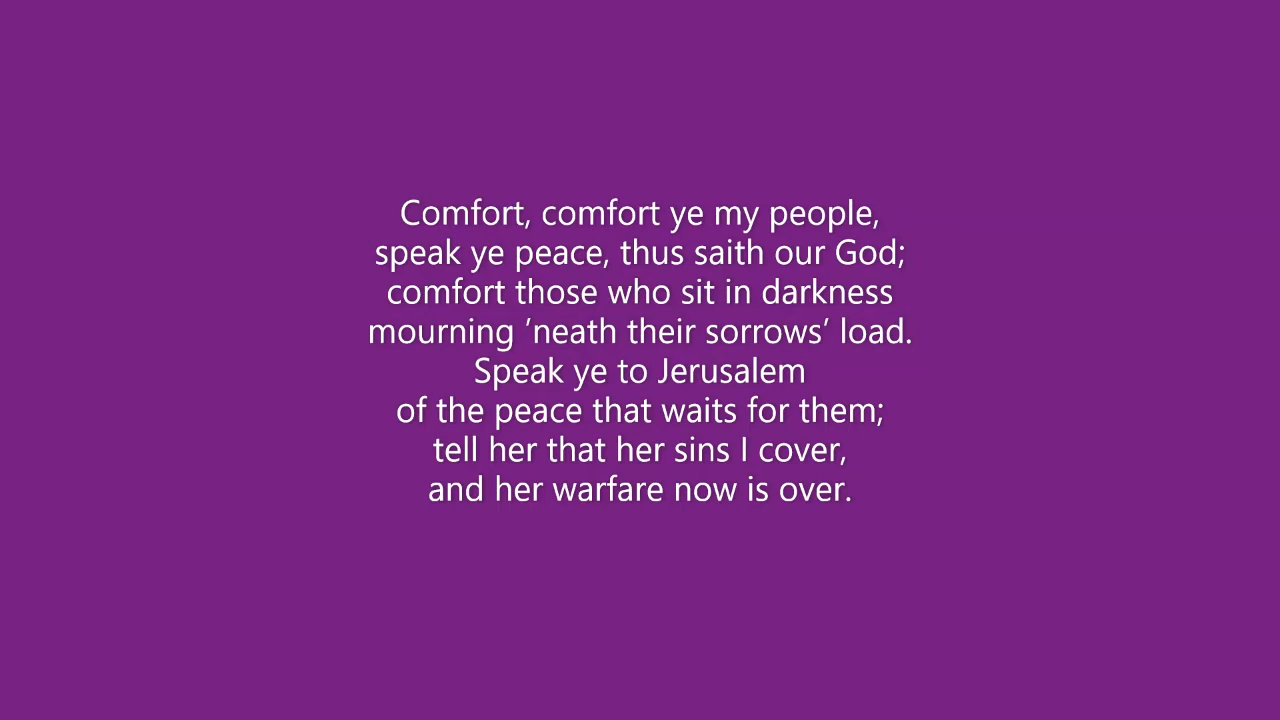 Comfort, comfort ye my people,
speak ye peace, thus saith our God;
comfort those who sit in darkness
mourning ’neath their sorrows’ load.
Speak ye to Jerusalem
of the peace that waits for them;
tell her that her sins I cover,
and her warfare now is over.